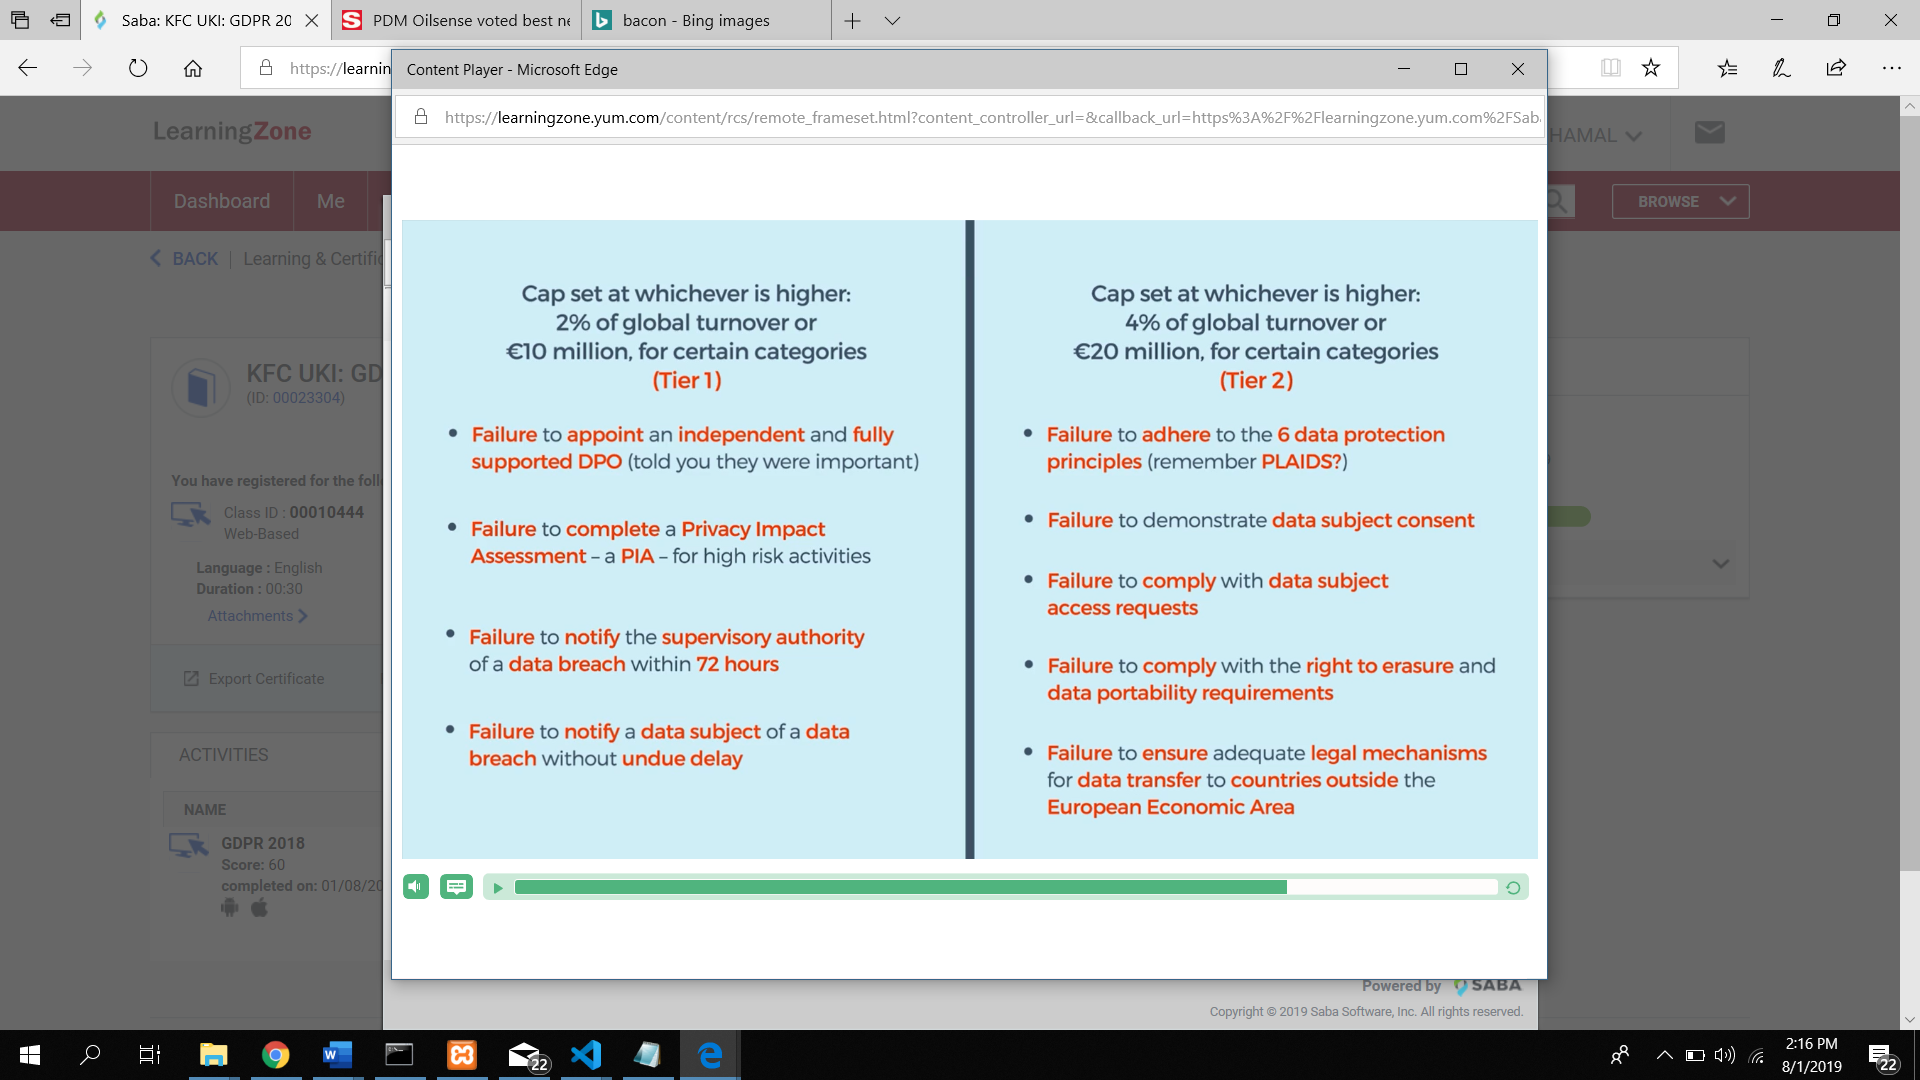 Saba: KFC UKI: GDPR 20
PDM Oilsense voted best ne
bacon - Bing images
https://learnin
Content Player - Microsoft Edge
https://learningzone.yum.com/content/rcs/remote_frameset.html?content_controller_url=&callback_url=https%3A%2F%2Flearningzone.yum.com%2FSab
LearningZone
HAMAL
Dashboard
Me
BROWSE
BACK | Learning & Certific
KFC UKI: GD
(ID: 00023304)
You have registered for the foll
Class ID : 00010444
Web-Based
Language : English
Duration : 00:30
Attachments
Export Certificate
ACTIVITIES
NAME
GDPR 2018
Score: 60
completed on: 01/08/20
Cap set at whichever is higher:
2% of global turnover or
€10 million, for certain categories
(Tier 1)
• Failure to appoint an independent and fully
supported DPO (told you they were important)
• Failure to complete a Privacy Impact
Assessment – a PIA – for high risk activities
• Failure to notify the supervisory authority
of a data breach within 72 hours
• Failure to notify a data subject of a data
breach without undue delay
Cap set at whichever is higher:
4% of global turnover or
€20 million, for certain categories
(Tier 2)
• Failure to adhere to the 6 data protection
principles (remember PLAIDS?)
• Failure to demonstrate data subject consent
• Failure to comply with data subject
access requests
• Failure to comply with the right to erasure and
data portability requirements
• Failure to ensure adequate legal mechanisms
for data transfer to countries outside the
European Economic Area
Powered by SABA
Copyright © 2019 Saba Software, Inc. All rights reserved.
22
2:16 PM
8/1/2019
22